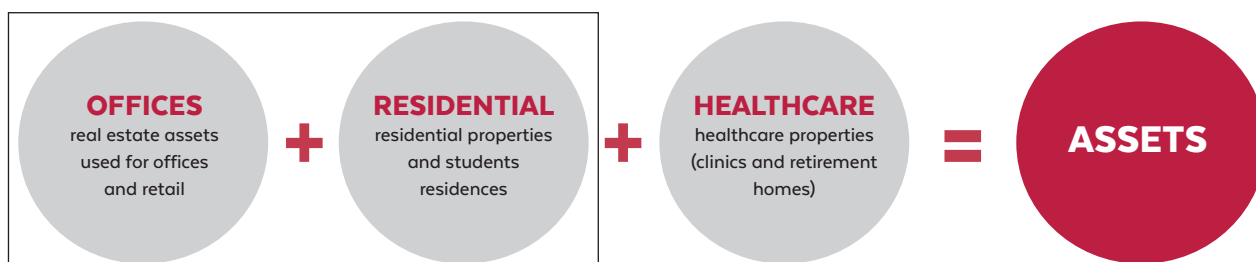 OFFICES
real estate assets
used for offices
and retail
+
RESIDENTIAL
residential properties
and students
residences
+
HEALTHCARE
healthcare properties
(clinics and retirement
homes)
=
ASSETS